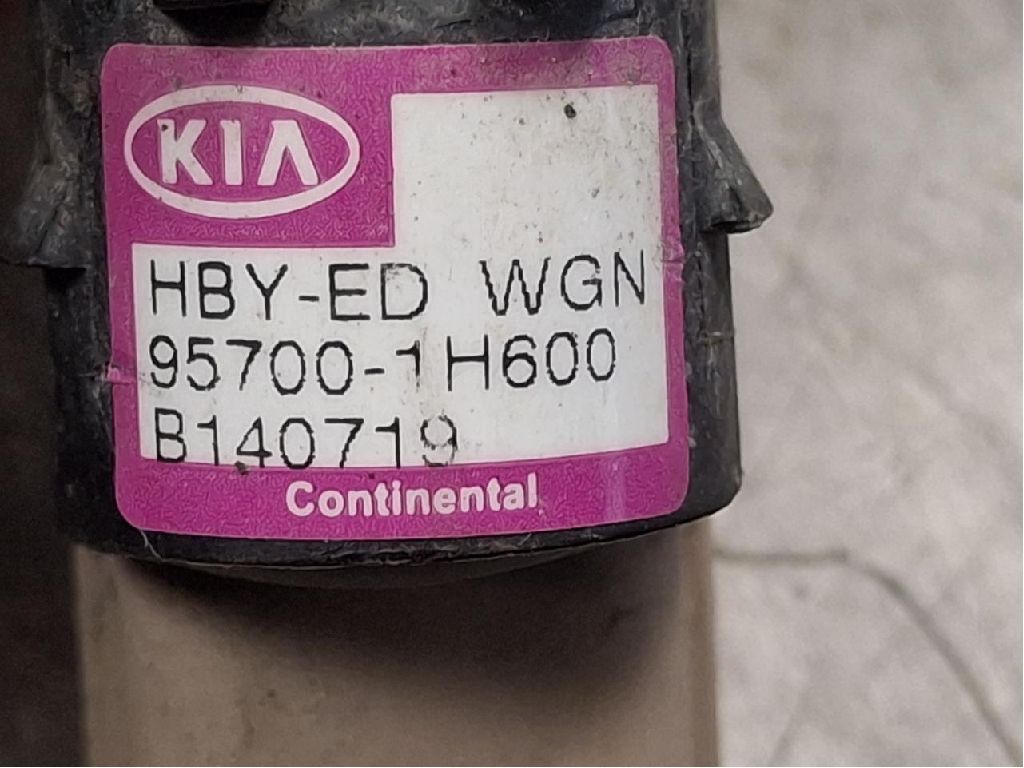 KIA
HBY-ED WGN
95700-1H600
B140719
Continental